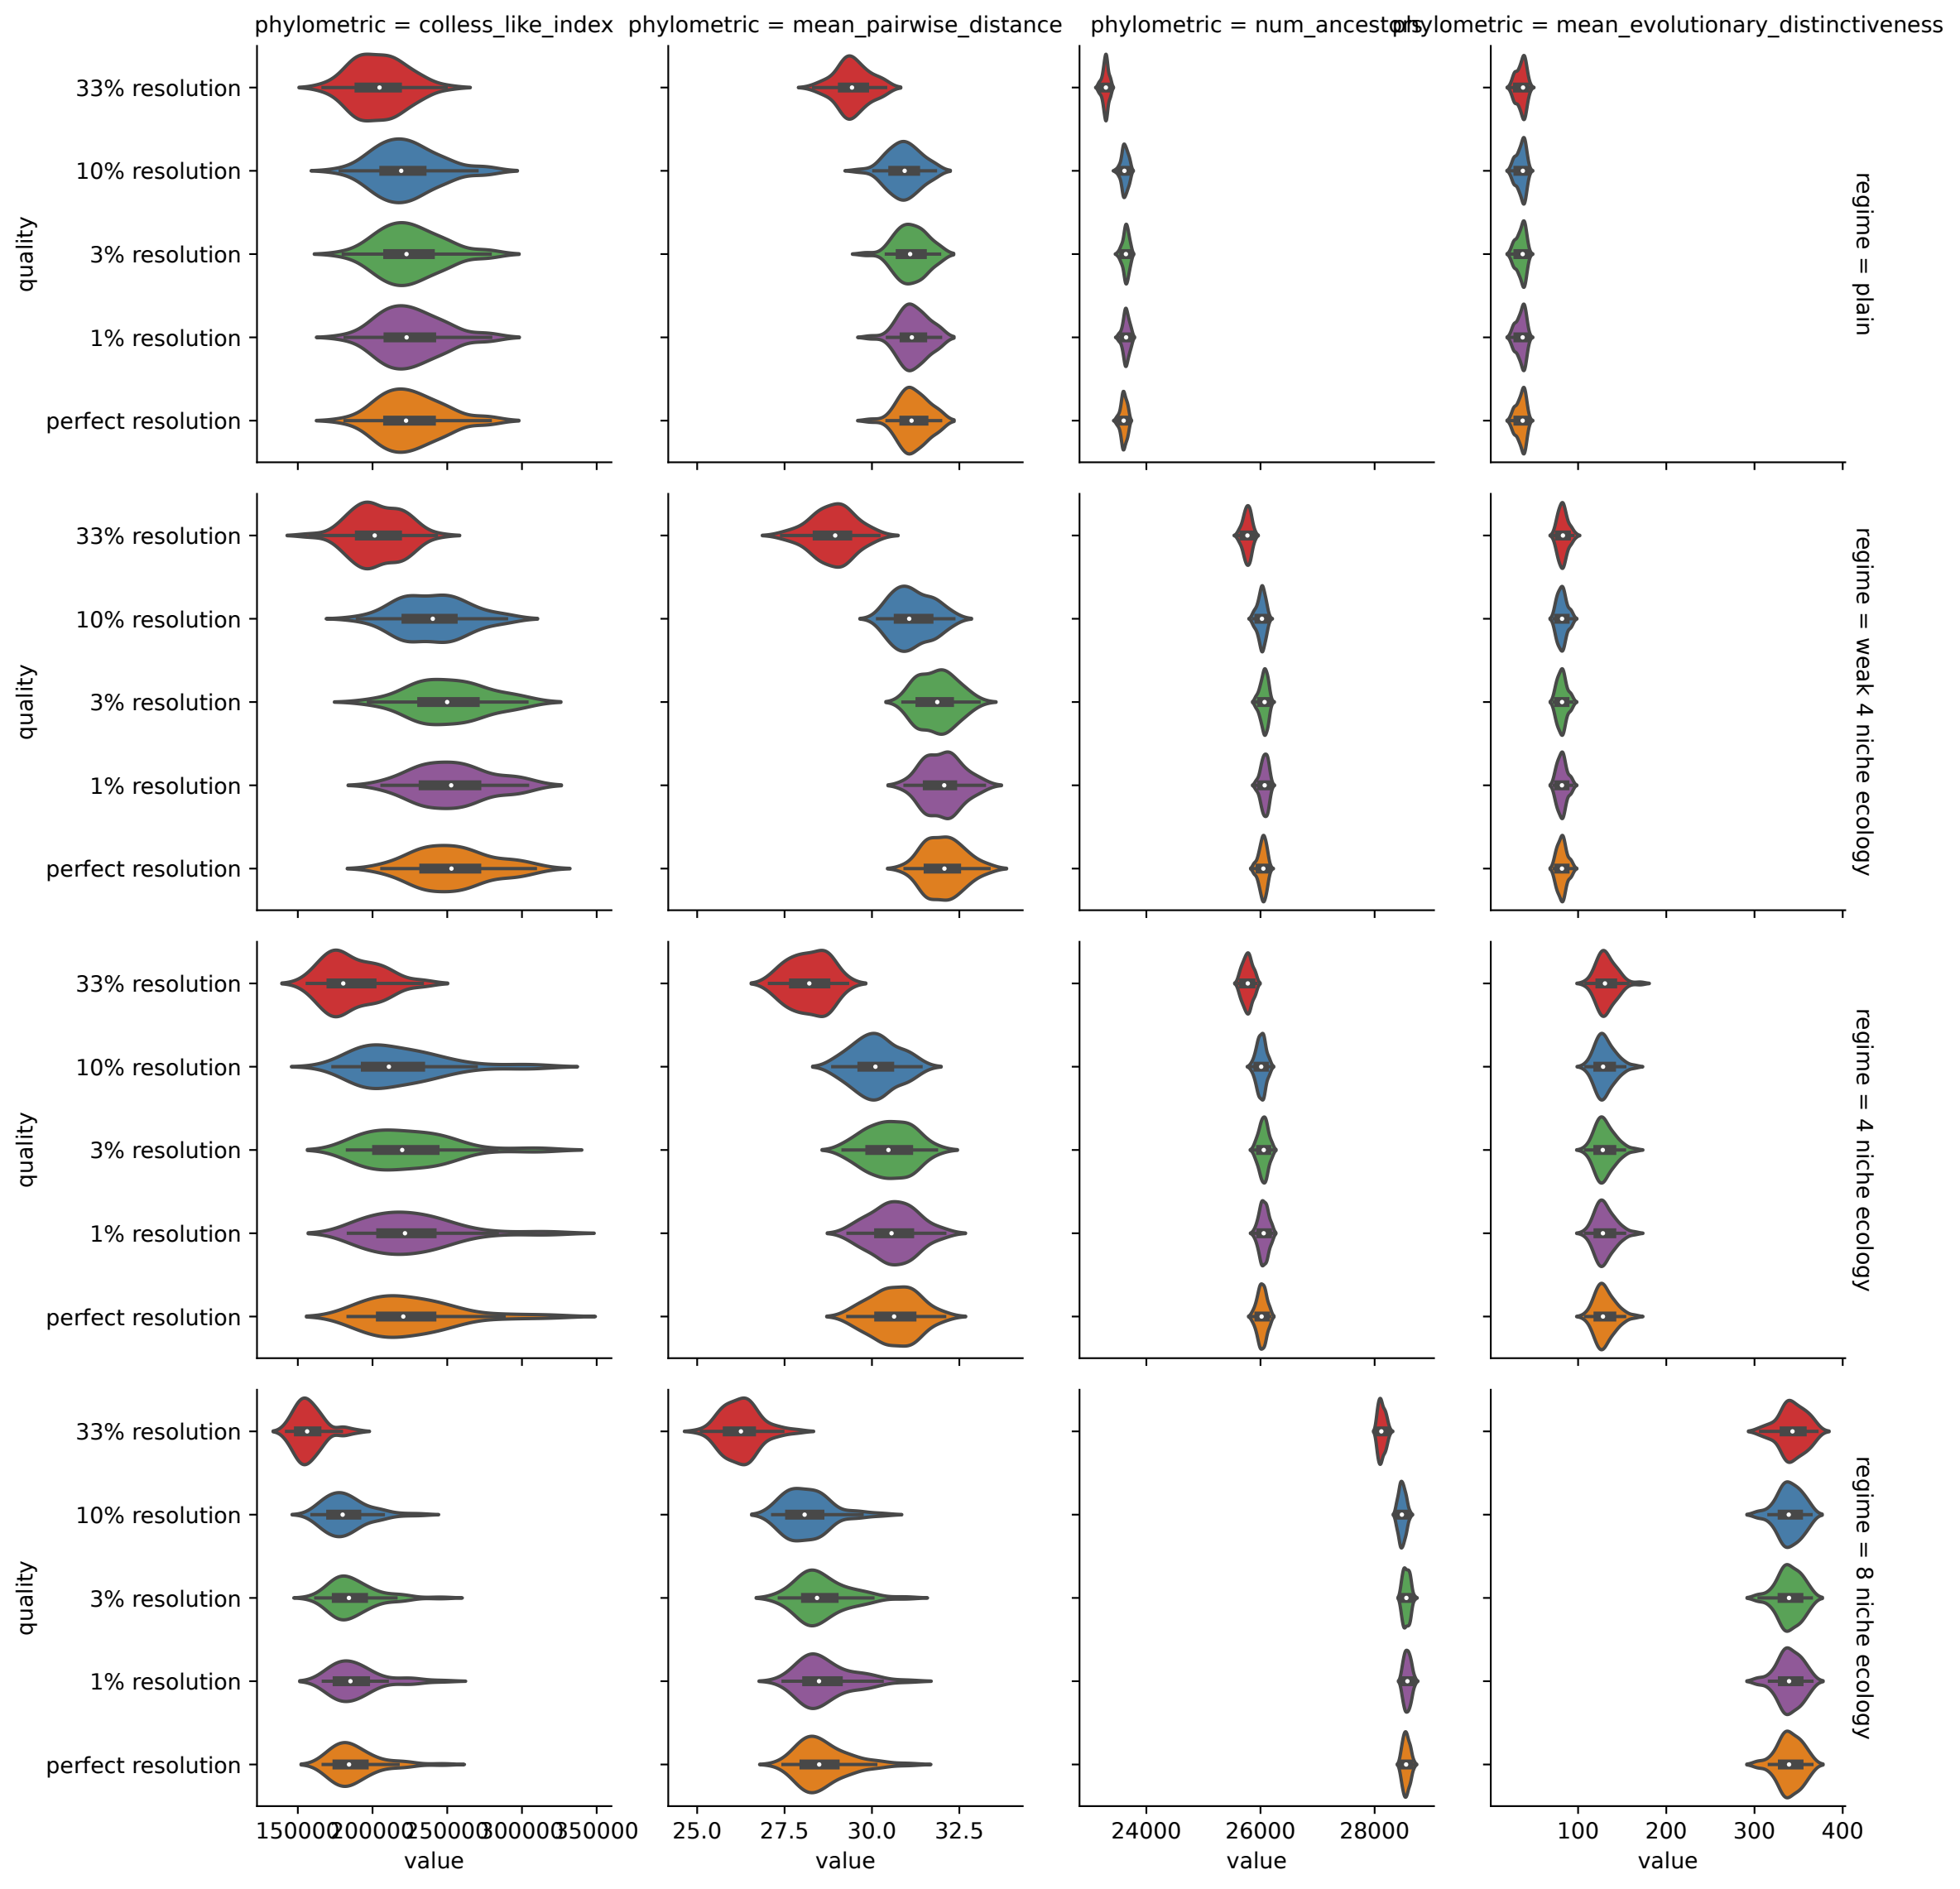 phylometric = colless_like_index
phylometric = mean_pairwise_distance
phylometric = num_ancestors
phylometric = mean_evolutionary_distinctiveness
quality
33% resolution
10% resolution
3% resolution
1% resolution
perfect resolution
regime = plain
quality
33% resolution
10% resolution
3% resolution
1% resolution
perfect resolution
regime = weak 4 niche ecology
quality
33% resolution
10% resolution
3% resolution
1% resolution
perfect resolution
regime = 4 niche ecology
quality
33% resolution
10% resolution
3% resolution
1% resolution
perfect resolution
regime = 8 niche ecology
150000 200000 250000 300000 350000
value
25.0 27.5 30.0 32.5
value
24000 26000 28000
value
100 200 300 400
value